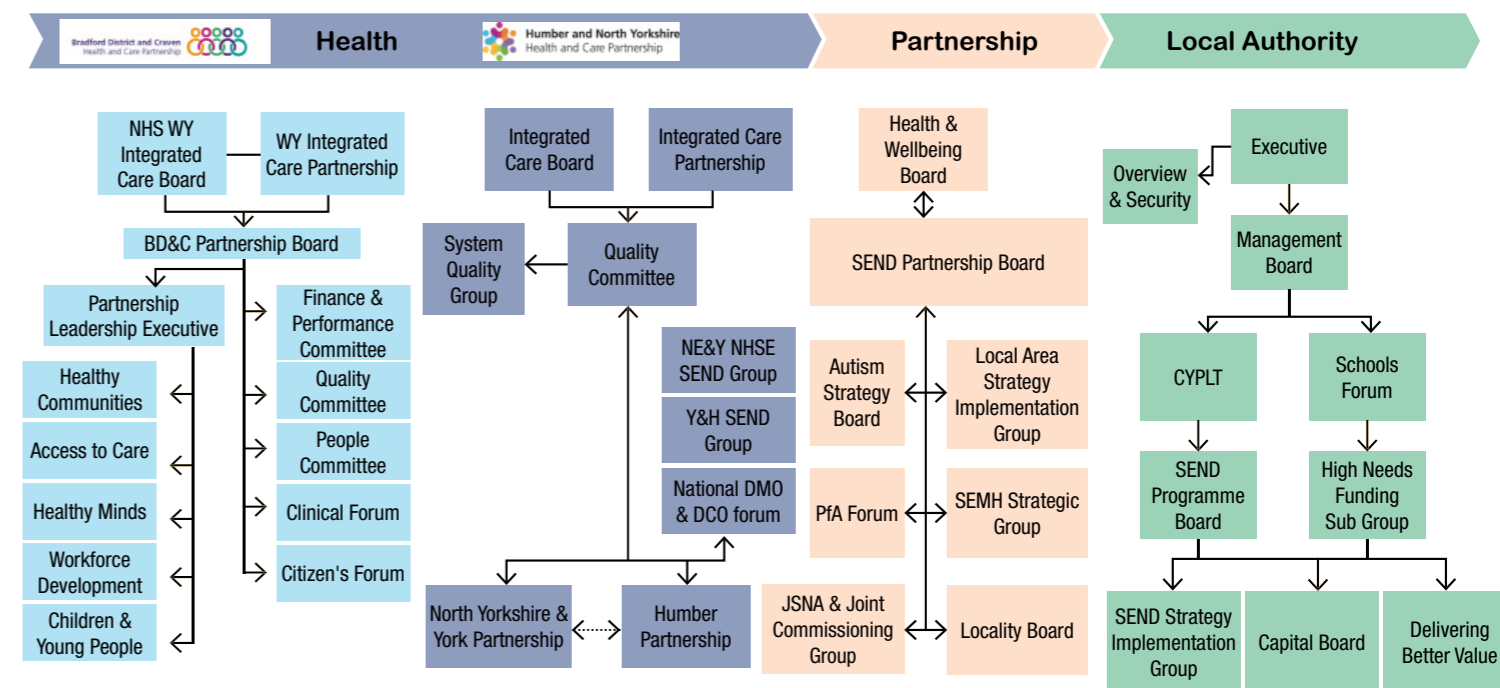 Bradford District and Craven
Health and Care Partnership
Health
Humber and North Yorkshire
Health and Care Partnership
Partnership
Local Authority
NHS WY
Integrated
Care Board
WY Integrated
Care Partnership
BD&C Partnership Board
Partnership
Leadership Executive
Healthy
Communities
Access to Care
Healthy Minds
Workforce
Development
Children &
Young People
Finance &
Performance
Committee
Quality
Committee
People
Committee
Clinical Forum
Citizen's Forum
Integrated
Care Board
Integrated Care
Partnership
System
Quality
Group
Quality
Committee
NE&Y NHSE
SEND Group
Y&H SEND
Group
National DMO
& DCO forum
North Yorkshire &
York Partnership
Humber
Partnership
Health &
Wellbeing
Board
SEND Partnership Board
Autism
Strategy
Board
Local Area
Strategy
Implementation
Group
PfA Forum
SEMH Strategic
Group
JSNA & Joint
Commissioning
Group
Locality Board
Executive
Overview
& Security
Management
Board
CYPLT
Schools
Forum
SEND
Programme
Board
High Needs
Funding
Sub Group
SEND Strategy
Implementation
Group
Capital Board
Delivering
Better Value